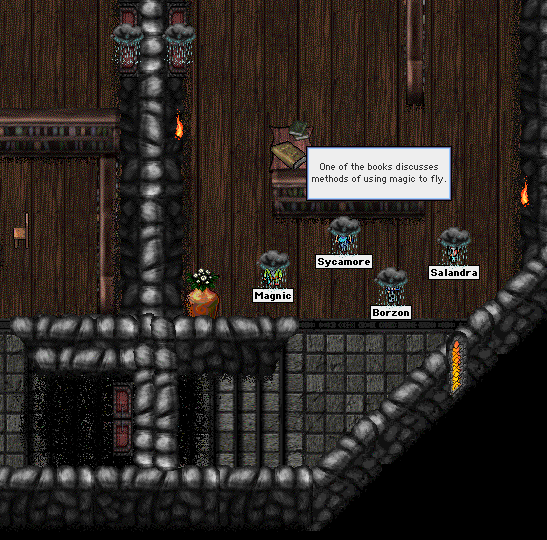 One of the books discusses
methods of using magic to fly.
Sycamore
Salandra
Magnic
Borzon